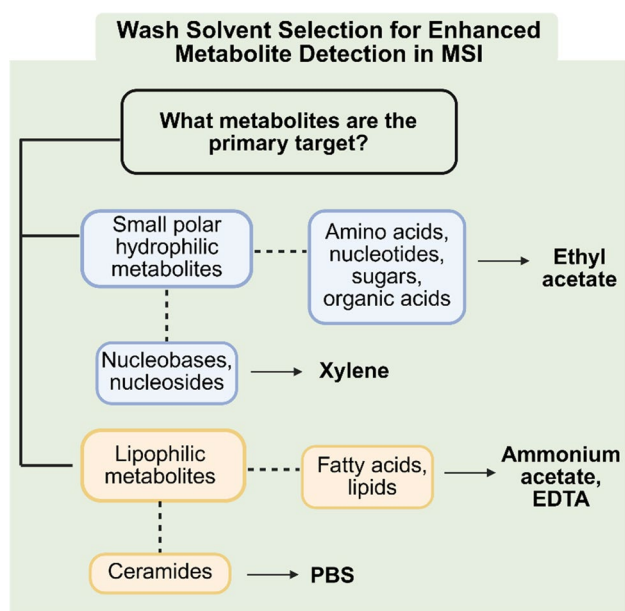 Wash Solvent Selection for Enhanced
Metabolite Detection in MSI
What metabolites are the
primary target?
Small polar
hydrophilic
metabolites
Amino acids,
nucleotides,
sugars,
organic acids
Ethyl
acetate
Nucleobases,
nucleosides
Xylene
Lipophilic
metabolites
Fatty acids,
lipids
Ammonium
acetate,
EDTA
Ceramides
PBS